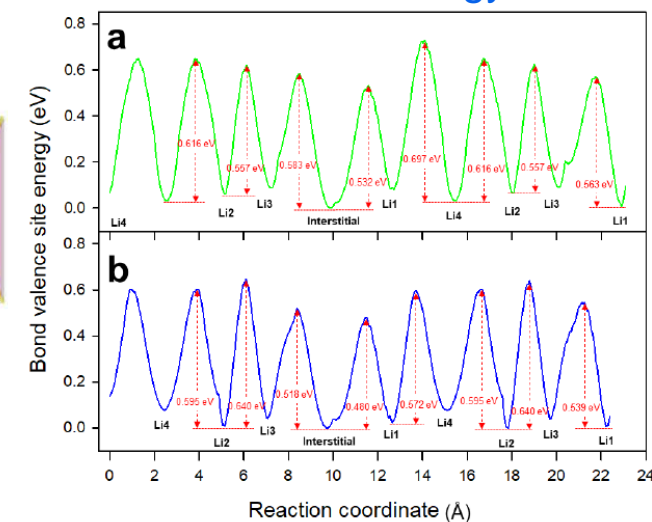 a
0.8
0.6
0.4
0.2
0.0
0.616 eV
0.557 eV
0.583 eV
0.532 eV
0.697 eV
0.616 eV
0.557 eV
0.563 eV
Li4
Li2
Li3
Interstitial
Li1
Li4
Li2
Li3
Li1
b
0.8
0.6
0.4
0.2
0.0
0.595 eV
0.640 eV
0.518 eV
0.480 eV
0.572 eV
0.595 eV
0.640 eV
0.539 eV
Li4
Li2
Li3
Interstitial
Li1
Li4
Li2
Li3
Li1
0 2 4 6 8 10 12 14 16 18 20 22 24
Bond valence site energy (eV)
Reaction coordinate (Å)